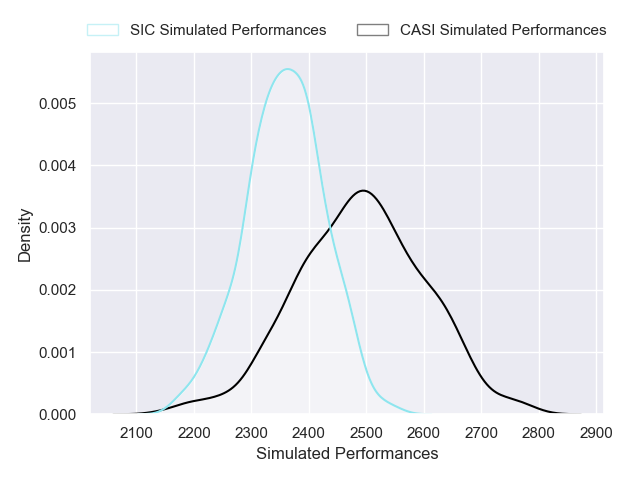 SIC Simulated Performances CASI Simulated Performances
0.005
0.004
0.003
0.002
0.001
0.000
Density
2100 2200 2300 2400 2500 2600 2700 2800 2900
Simulated Performances